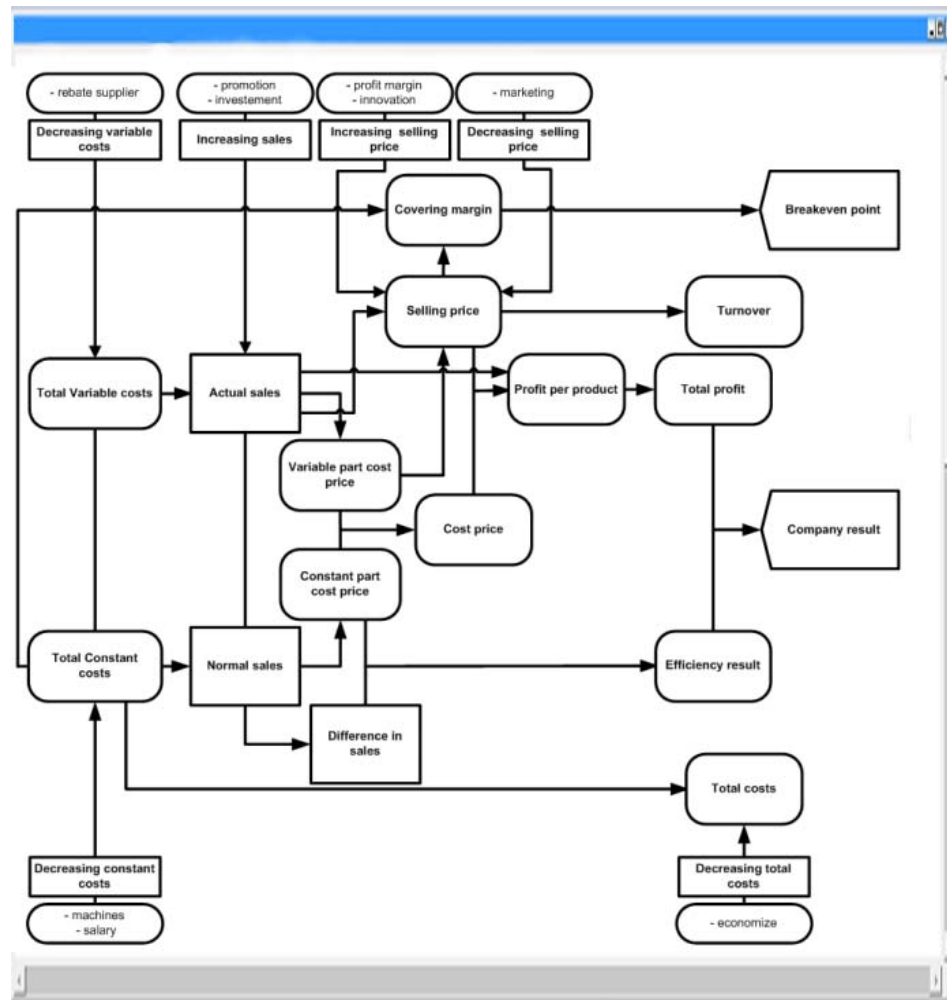 - rebate supplier
- promotion
- investement
- profit margin
- innovation
- marketing
Decreasing variable
costs
Increasing sales
Increasing selling
price
Decreasing selling
price
Covering margin
Breakeven point
Selling price
Turnover
Total Variable costs
Actual sales
Profit per product
Total profit
Variable part cost
price
Cost price
Company result
Constant part
cost price
Total Constant
costs
Normal sales
Efficiency result
Difference in
sales
Total costs
Decreasing constant
costs
Decreasing total
costs
- machines
- salary
- economize